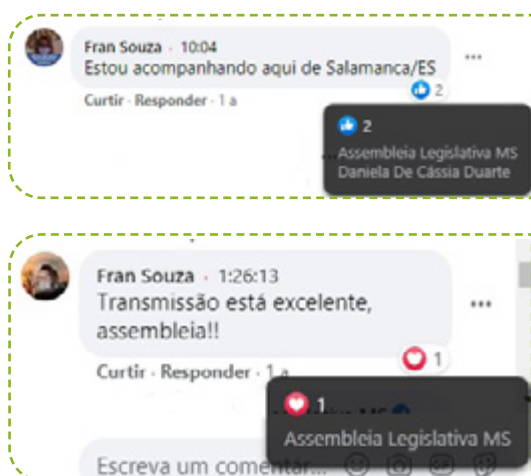 Fran Souza · 10:04
Estou acompanhando aqui de Salamanca/ES
2
Curtir · Responder · 1 a
2
Assembleia Legislativa MS
Daniela De Cássia Duarte
Fran Souza · 1:26:13
Transmissão está excelente,
assembleia!!
1
Curtir · Responder · 1 a
1
Assembleia Legislativa MS
Escreva um comentár...